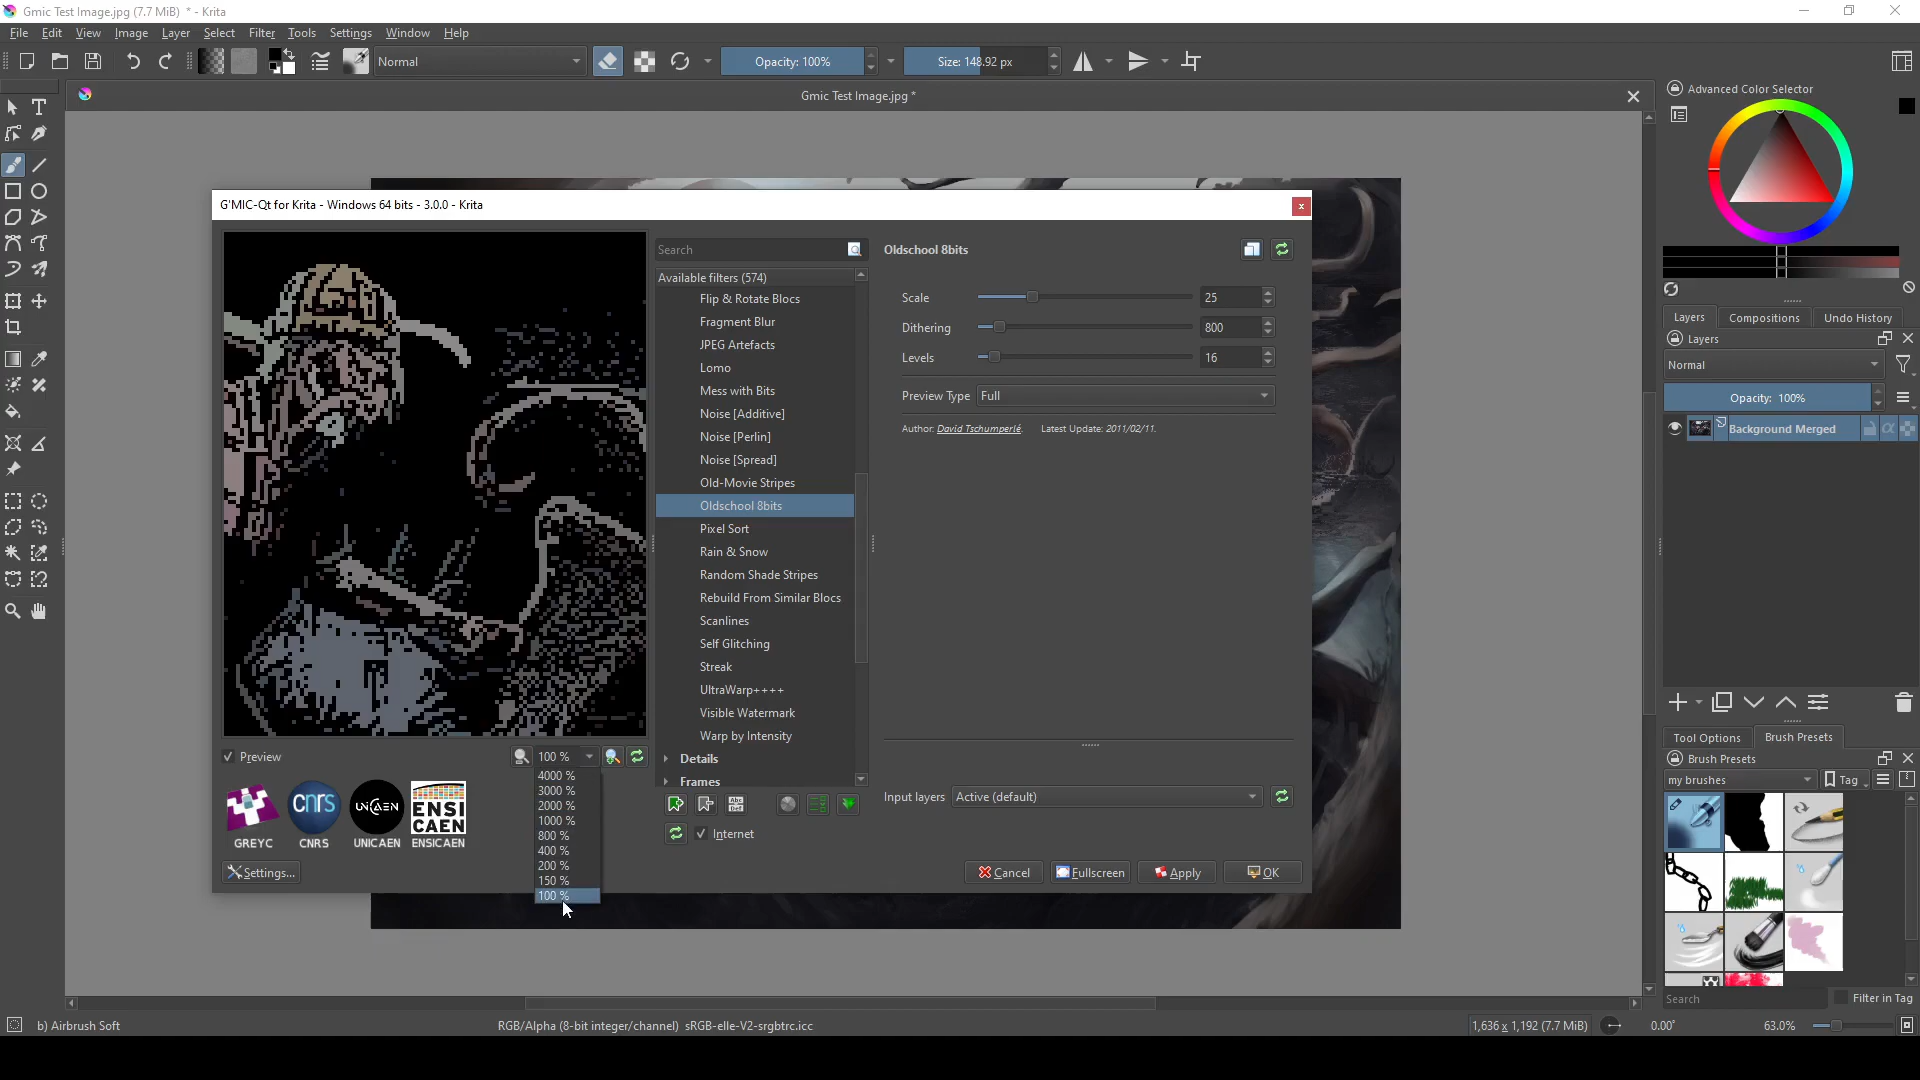 Gmic Test Image.jpg (7.7 MiB) * - Krita
File Edit View Image Layer Select Filter Tools Settings Window Help
Normal Opacity: 100% Size: 148.92 px
Gmic Test Image.jpg *
Advanced Color Selector
G'MIC-Qt for Krita - Windows 64 bits - 3.0.0 - Krita
Search
Available filters (574)
Flip & Rotate Blocs
Fragment Blur
JPEG Artefacts
Lomo
Mess with Bits
Noise [Additive]
Noise [Perlin]
Noise [Spread]
Old-Movie Stripes
Oldschool 8bits
Pixel Sort
Rain & Snow
Random Shade Stripes
Rebuild From Similar Blocs
Scanlines
Self Glitching
Streak
UltraWarp++++
Visible Watermark
Warp by Intensity
Details
Frames
Internet
Oldschool 8bits
Scale 25
Dithering 800
Levels 16
Preview Type Full
Author: David Tschumperlé. Latest Update: 2011/02/11.
Input layers Active (default)
Cancel Fullscreen Apply OK
Preview 100 %
4000 %
3000 %
2000 %
1000 %
800 %
400 %
200 %
150 %
100 %
GREYC
cnrs
CNRS
UNICAEN
UNICAEN
ENSI
CAEN
ENSICAEN
Settings...
Layers Compositions Undo History
Layers
Normal
Opacity: 100%
Background Merged
Tool Options Brush Presets
Brush Presets
my brushes Tag
Search Filter in Tag
b) Airbrush Soft RGB/Alpha (8-bit integer/channel) sRGB-elle-V2-srgbtrc.icc 1,636 x 1,192 (7.7 MiB) 0.00° 63.0%